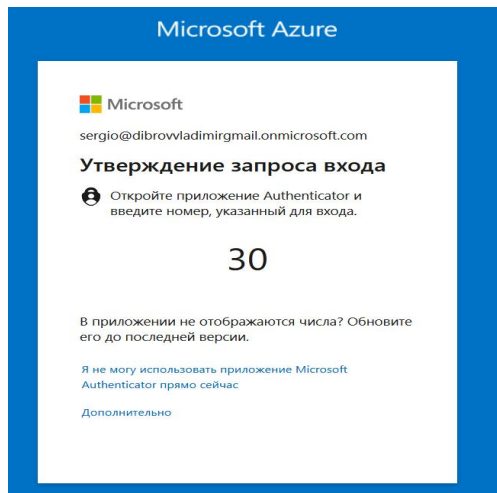 Microsoft Azure
Microsoft
sergio@dibrovvladimirgmail.onmicrosoft.com
Утверждение запроса входа
Откройте приложение Authenticator и
введите номер, указанный для входа.
30
В приложении не отображаются числа? Обновите
его до последней версии.
Я не могу использовать приложение Microsoft
Authenticator прямо сейчас
Дополнительно